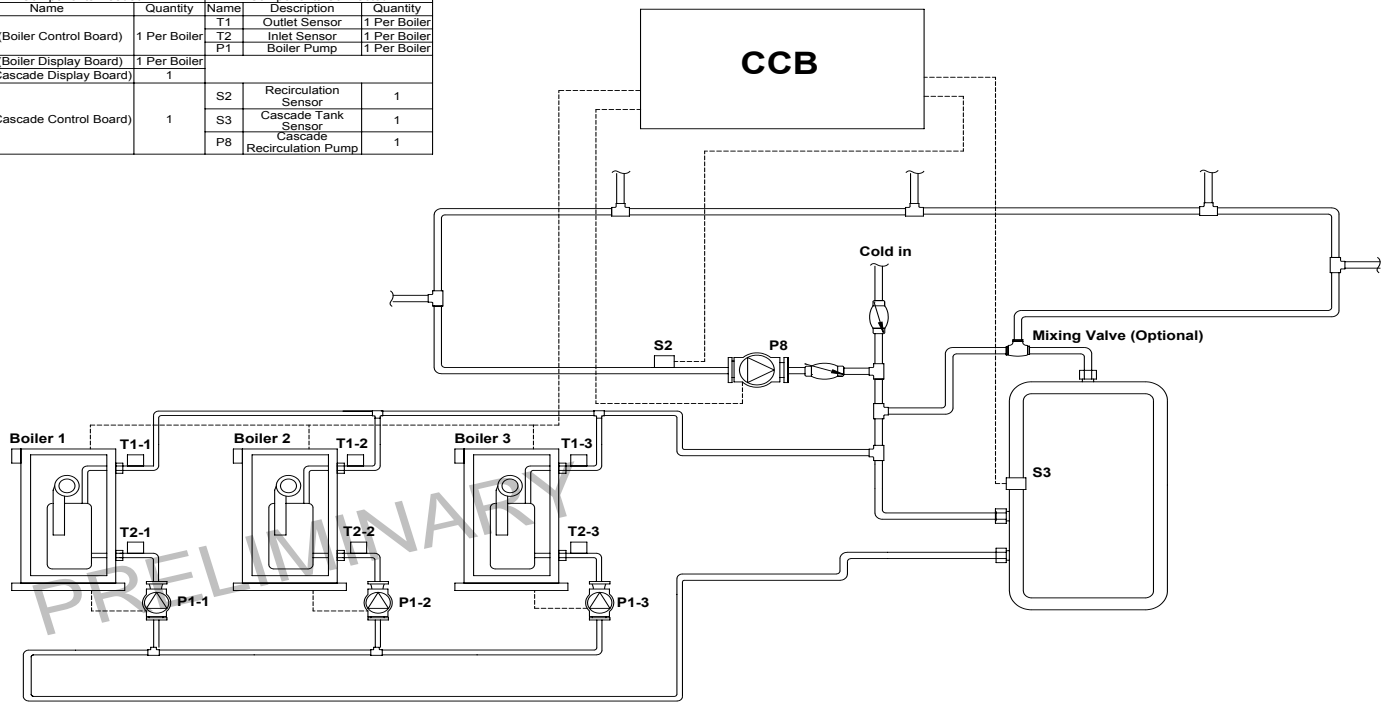 Name Quantity Name Description Quantity
(Boiler Control Board) 1 Per Boiler
T1 Outlet Sensor 1 Per Boiler
T2 Inlet Sensor 1 Per Boiler
P1 Boiler Pump 1 Per Boiler
(Boiler Display Board) 1 Per Boiler
Cascade Display Board) 1
Cascade Control Board) 1
S2 Recirculation
Sensor 1
S3 Cascade Tank
Sensor 1
P8 Cascade
Recirculation Pump 1
CCB
Cold in
S2 P8
Mixing Valve (Optional)
Boiler 1 T1-1 Boiler 2 T1-2 Boiler 3 T1-3
S3
T2-1 T2-2 T2-3
P1-1 P1-2 P1-3
PRELIMINARY